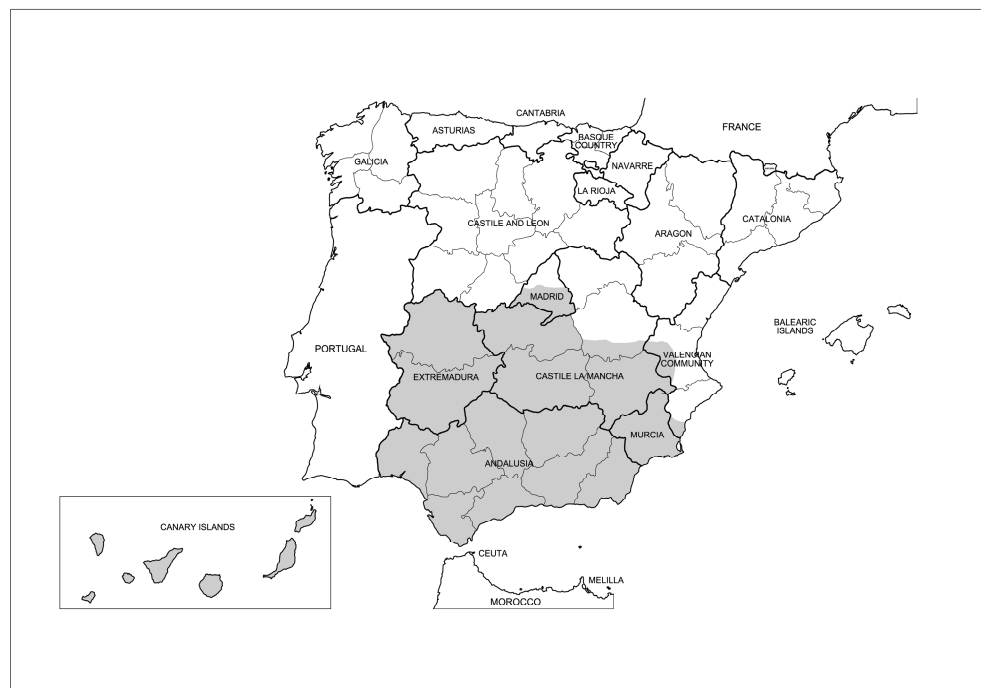 CANTABRIA
FRANCE
ASTURIAS
BASQUE
COUNTRY
GALICIA
NAVARRE
LA RIOJA
CATALONIA
CASTILE AND LEON
ARAGON
MADRID
BALEARIC
ISLANDS
PORTUGAL
VALENCIAN
COMMUNITY
EXTREMADURA
CASTILE LA MANCHA
MURCIA
ANDALUSIA
CANARY ISLANDS
CEUTA
MELILLA
MOROCCO